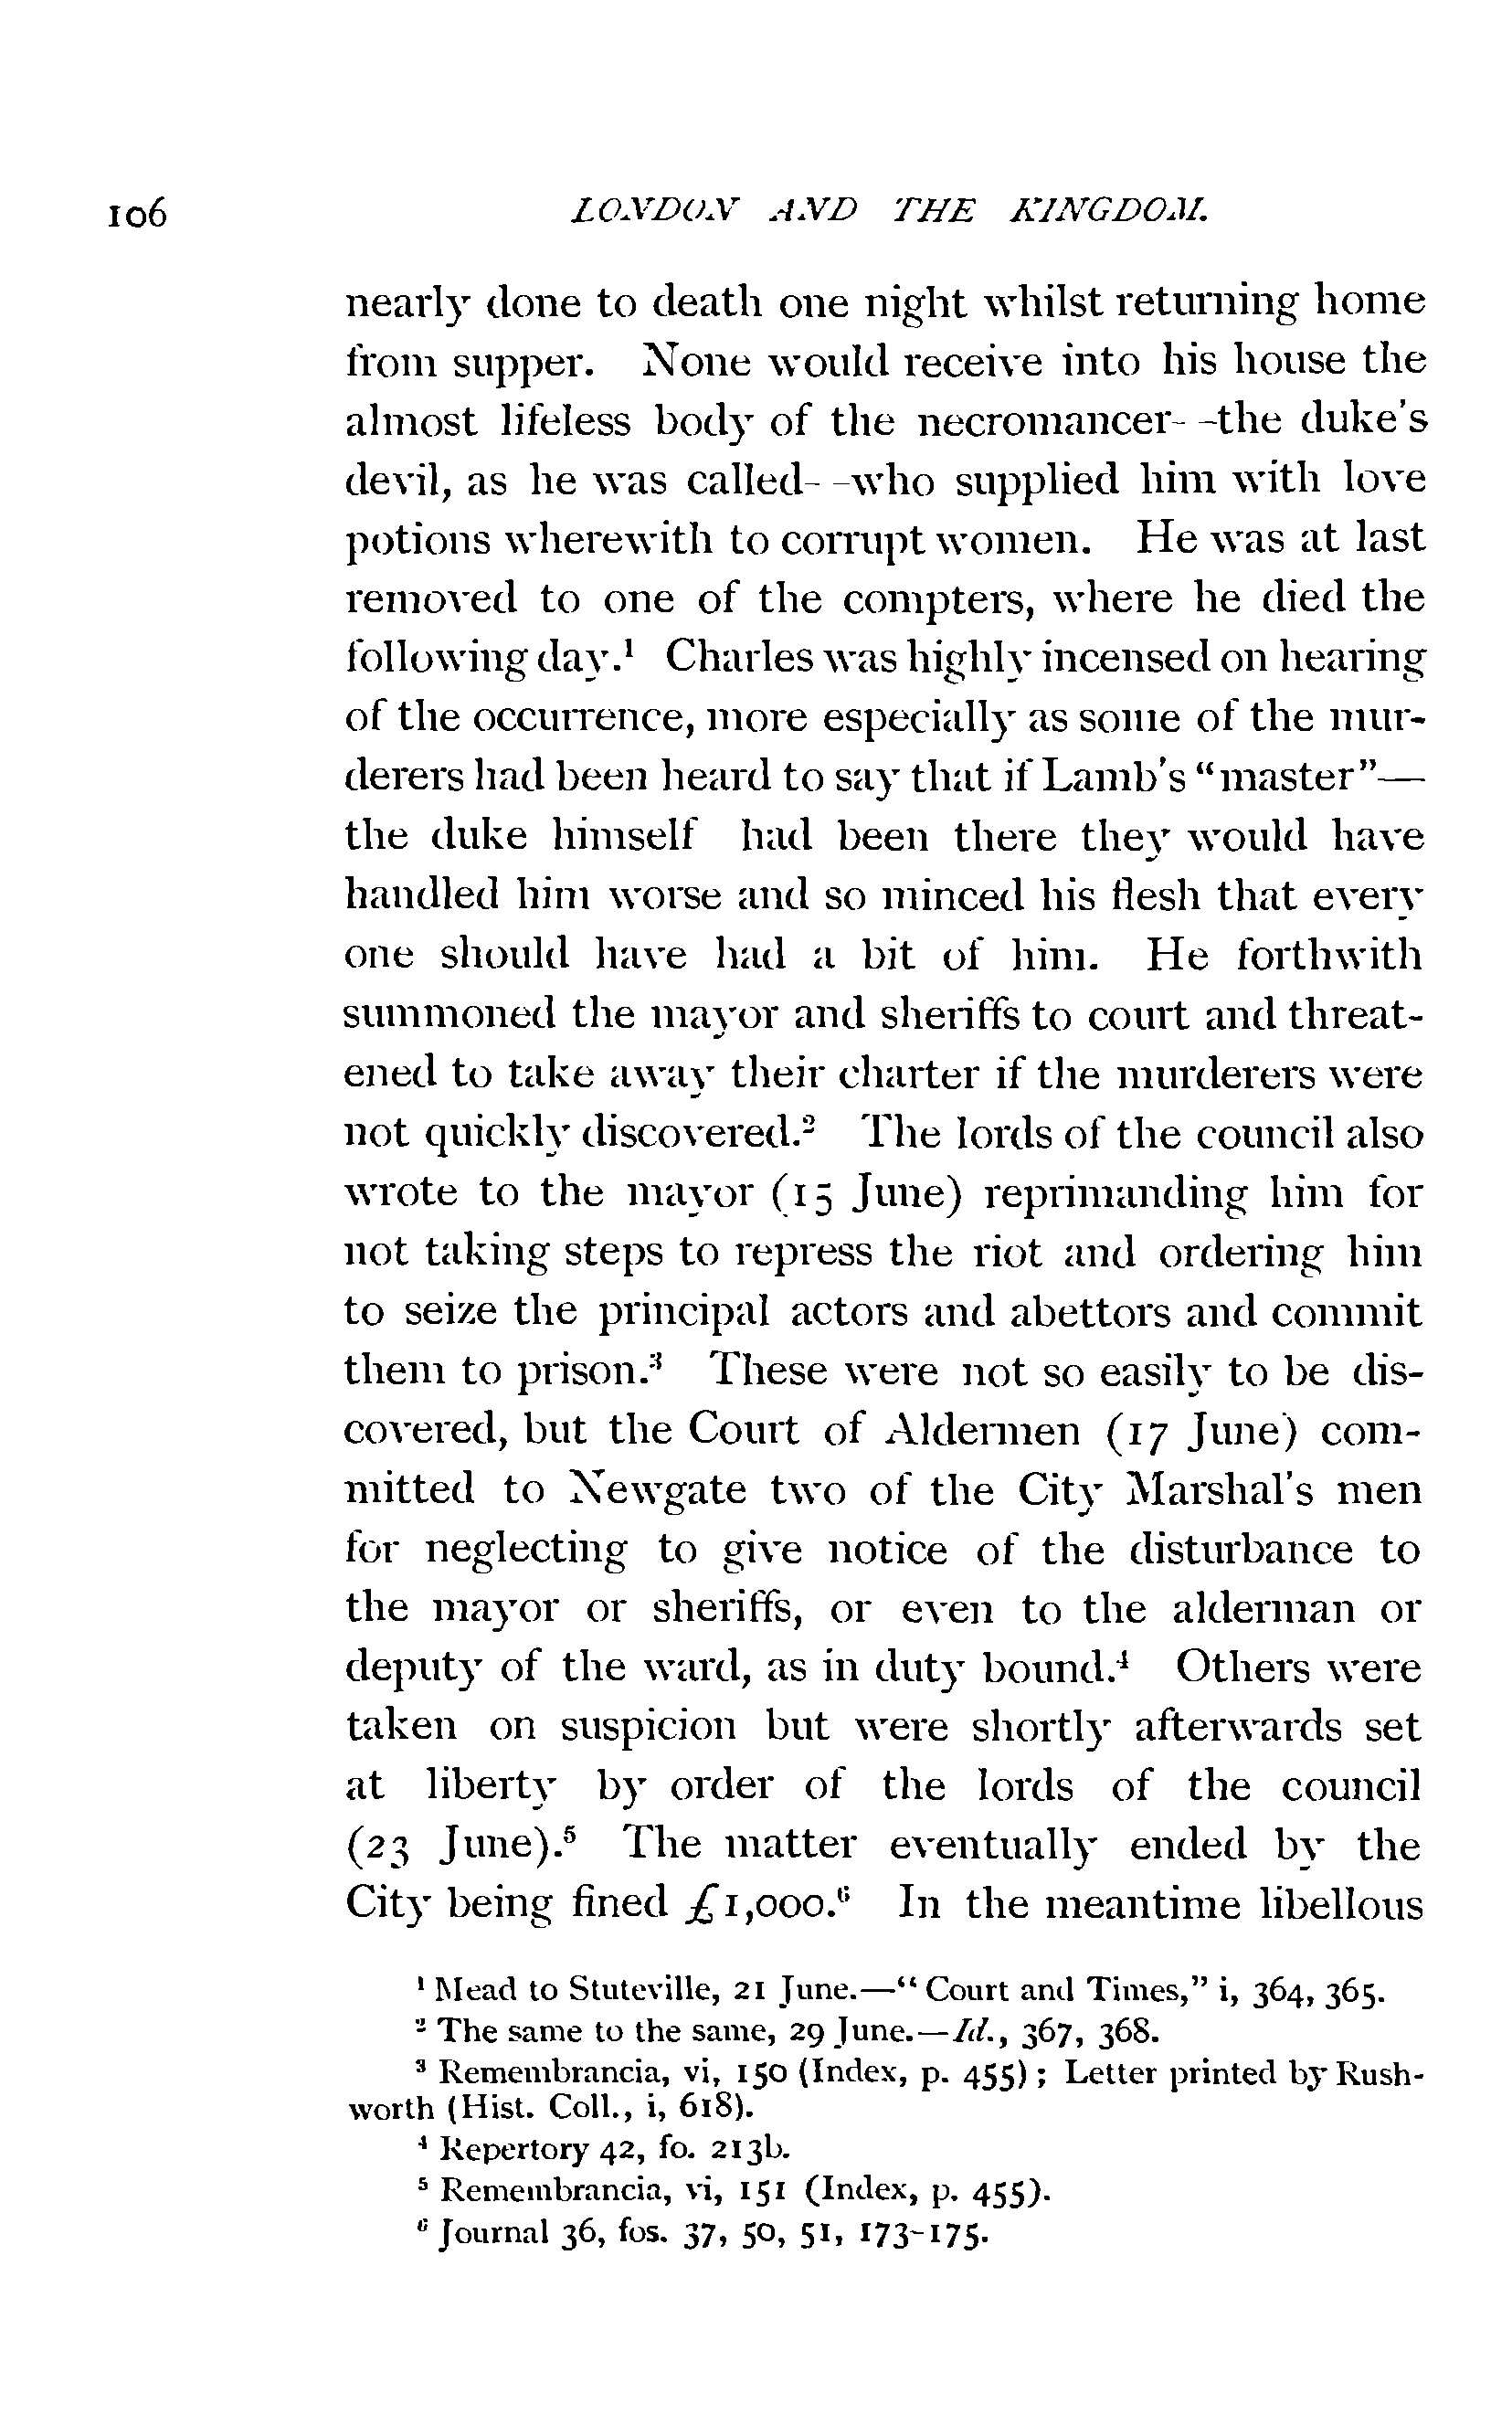 106 LONDON AND THE KINGDOM.
nearly done to death one night whilst returning home
from supper. None would receive into his house the
almost lifeless body of the necromancer--the duke's
devil, as he was called--who supplied him with love
potions wherewith to corrupt women. He was at last
removed to one of the compters, where he died the
following day.¹ Charles was highly incensed on hearing
of the occurrence, more especially as some of the mur-
derers had been heard to say that if Lamb's "master"—
the duke himself had been there they would have
handled him worse and so minced his flesh that every
one should have had a bit of him. He forthwith
summoned the mayor and sheriffs to court and threat-
ened to take away their charter if the murderers were
not quickly discovered.² The lords of the council also
wrote to the mayor (15 June) reprimanding him for
not taking steps to repress the riot and ordering him
to seize the principal actors and abettors and commit
them to prison.³ These were not so easily to be dis-
covered, but the Court of Aldermen (17 June) com-
mitted to Newgate two of the City Marshal's men
for neglecting to give notice of the disturbance to
the mayor or sheriffs, or even to the alderman or
deputy of the ward, as in duty bound.⁴ Others were
taken on suspicion but were shortly afterwards set
at liberty by order of the lords of the council
(23 June).⁵ The matter eventually ended by the
City being fined £1,000.⁶ In the meantime libellous
¹ Mead to Stuteville, 21 June.—"Court and Times," i, 364, 365.
² The same to the same, 29 June.—Id., 367, 368.
³ Remembrancia, vi, 150 (Index, p. 455); Letter printed by Rush-
worth (Hist. Coll., i, 618).
⁴ Repertory 42, fo. 213b.
⁵ Remembrancia, vi, 151 (Index, p. 455).
⁶ Journal 36, fos. 37, 50, 51, 173-175.